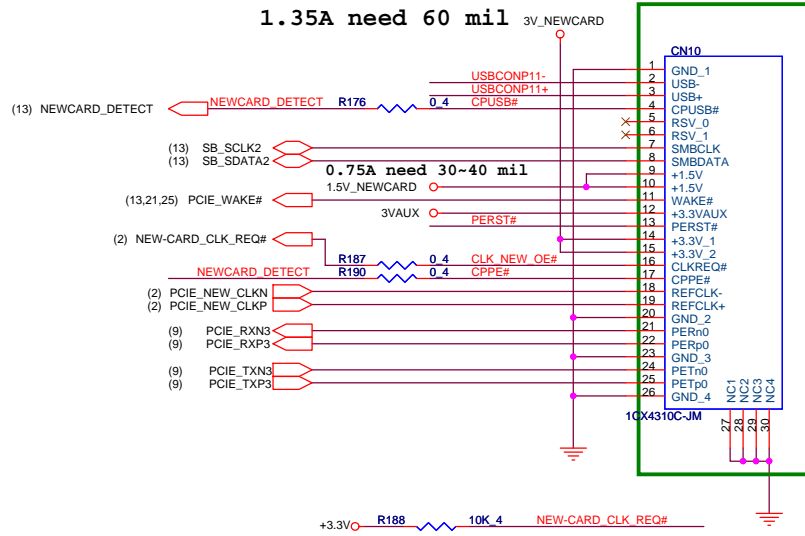 1.35A need 60 mil 3V_NEWCARD
CN10
1 GND_1
USBCONP11- 2 USB-
USBCONP11+ 3 USB+
(13) NEWCARD_DETECT NEWCARD_DETECT R176 0_4 CPUSB# 4 CPUSB#
5 RSV_0
6 RSV_1
(13) SB_SCLK2 7 SMBCLK
(13) SB_SDATA2 8 SMBDATA
0.75A need 30~40 mil 9 +1.5V
1.5V_NEWCARD 10 +1.5V
(13,21,25) PCIE_WAKE# 11 WAKE#
3VAUX 12 +3.3VAUX
PERST# 13 PERST#
(2) NEW-CARD_CLK_REQ# 14 +3.3V_1
15 +3.3V_2
R187 0_4 CLK_NEW_OE# 16 CLKREQ#
NEWCARD_DETECT R190 0_4 CPPE# 17 CPPE#
(2) PCIE_NEW_CLKN 18 REFCLK-
(2) PCIE_NEW_CLKP 19 REFCLK+
20 GND_2
(9) PCIE_RXN3 21 PERn0
(9) PCIE_RXP3 22 PERp0
23 GND_3
(9) PCIE_TXN3 24 PETn0
(9) PCIE_TXP3 25 PETp0
26 GND_4
NC1 NC2 NC3 NC4
1CX4310C-JM
27 28 29 30
+3.3V R188 10K_4 NEW-CARD_CLK_REQ#